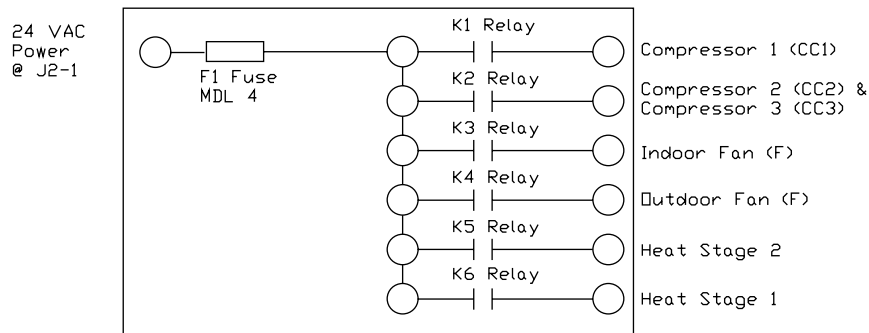 24 VAC
Power
@ J2-1
F1 Fuse
MDL 4
K1 Relay
Compressor 1 (CC1)
K2 Relay
Compressor 2 (CC2) &
Compressor 3 (CC3)
K3 Relay
Indoor Fan (F)
K4 Relay
Outdoor Fan (F)
K5 Relay
Heat Stage 2
K6 Relay
Heat Stage 1